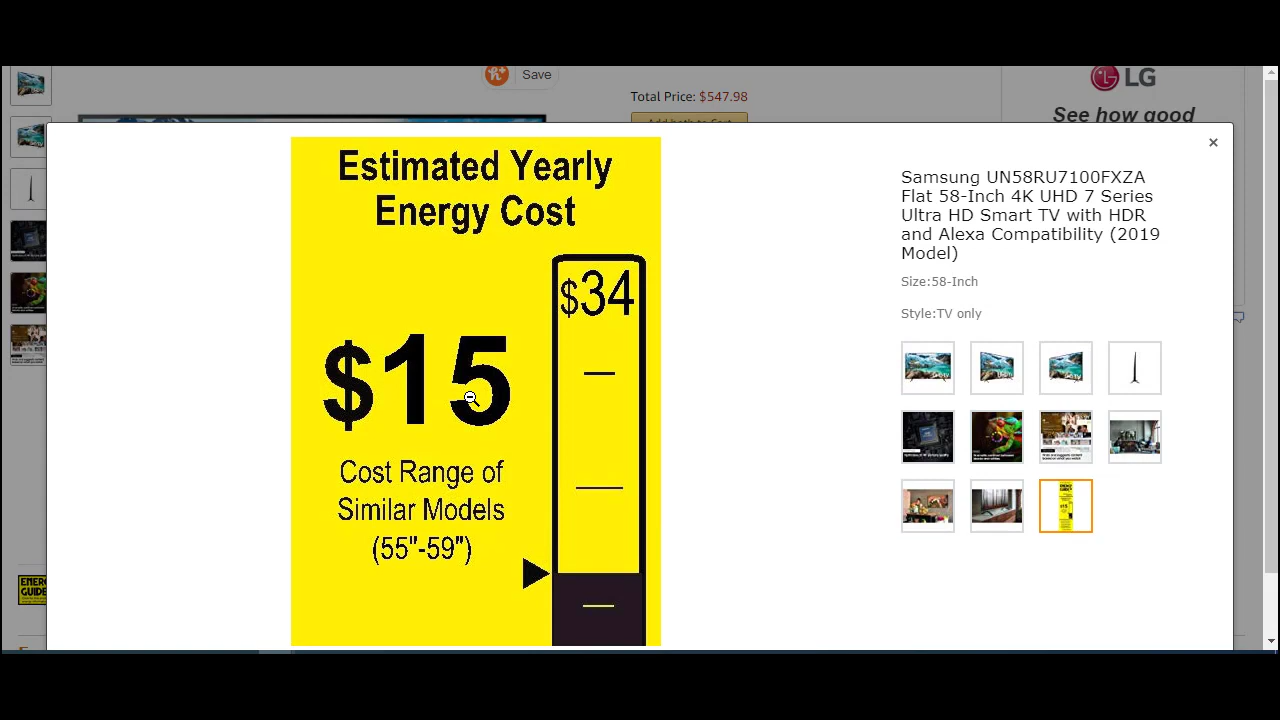 Save
Total Price: $547.98
LG
See how good
Estimated Yearly
Energy Cost
$34
$15
Cost Range of
Similar Models
(55"-59")
×
Samsung UN58RU7100FXZA
Flat 58-Inch 4K UHD 7 Series
Ultra HD Smart TV with HDR
and Alexa Compatibility (2019
Model)
Size:58-Inch
Style:TV only
ENERG
GUIDE